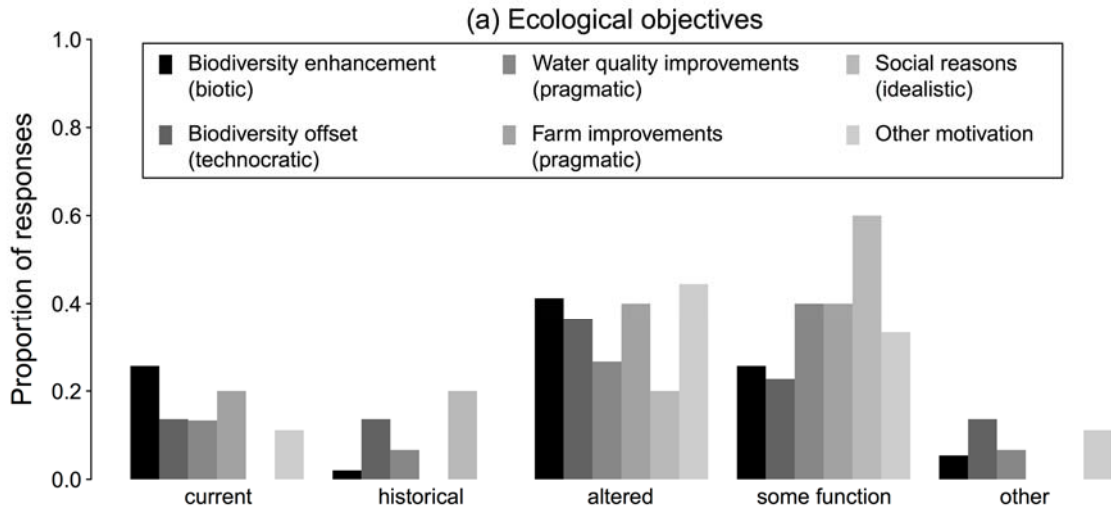 (a) Ecological objectives
Proportion of responses
1.0
0.8
0.6
0.4
0.2
0.0
Biodiversity enhancement
(biotic)
Biodiversity offset
(technocratic)
Water quality improvements
(pragmatic)
Farm improvements
(pragmatic)
Social reasons
(idealistic)
Other motivation
current
historical
altered
some function
other